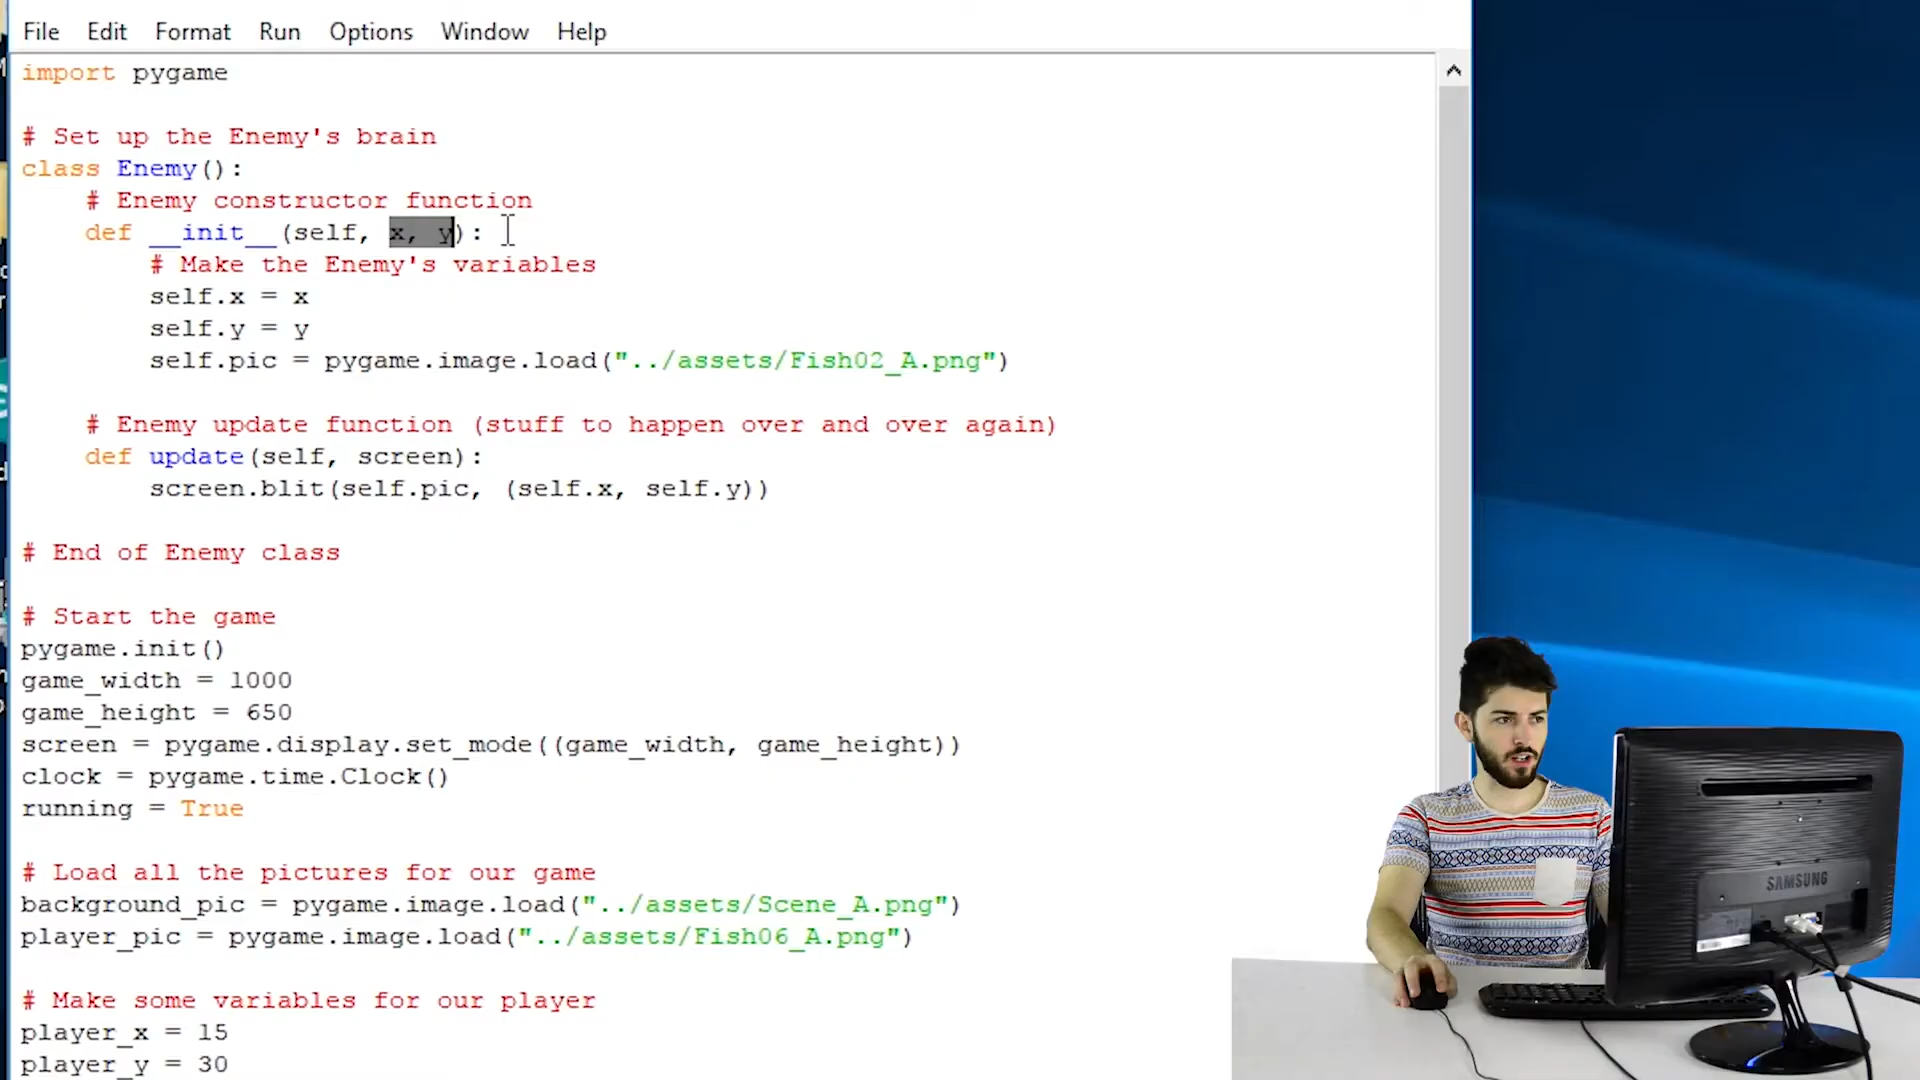 File Edit Format Run Options Window Help
import pygame
# Set up the Enemy's brain
class Enemy():
    # Enemy constructor function
    def __init__(self, x, y):
        # Make the Enemy's variables
        self.x = x
        self.y = y
        self.pic = pygame.image.load("../assets/Fish02_A.png")
    # Enemy update function (stuff to happen over and over again)
    def update(self, screen):
        screen.blit(self.pic, (self.x, self.y))
# End of Enemy class
# Start the game
pygame.init()
game_width = 1000
game_height = 650
screen = pygame.display.set_mode((game_width, game_height))
clock = pygame.time.Clock()
running = True
# Load all the pictures for our game
background_pic = pygame.image.load("../assets/Scene_A.png")
player_pic = pygame.image.load("../assets/Fish06_A.png")
# Make some variables for our player
player_x = 15
player_y = 30
SAMSUNG